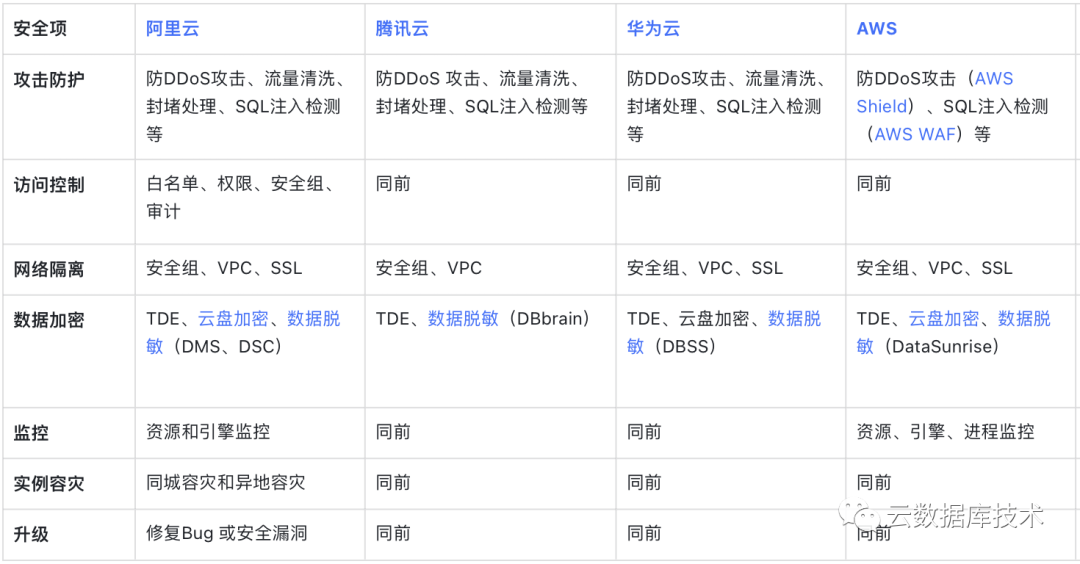 安全项
阿里云
腾讯云
华为云
AWS
攻击防护
防DDoS攻击、流量清洗、
封堵处理、SQL注入检测
等
防DDoS 攻击、流量清洗、
封堵处理、SQL注入检测等
防DDoS攻击、流量清洗、
封堵处理、SQL注入检测
等
防DDoS攻击（AWS
Shield）、SQL注入检测
（AWS WAF）等
访问控制
白名单、权限、安全组、
审计
同前
同前
同前
网络隔离
安全组、VPC、SSL
安全组、VPC
安全组、VPC、SSL
安全组、VPC、SSL
数据加密
TDE、云盘加密、数据脱
敏（DMS、DSC）
TDE、数据脱敏（DBbrain）
TDE、云盘加密、数据脱
敏（DBSS）
TDE、云盘加密、数据脱
敏（DataSunrise）
监控
资源和引擎监控
同前
同前
资源、引擎、进程监控
实例容灾
同城容灾和异地容灾
同前
同前
同前
升级
修复Bug 或安全漏洞
同前
同前
同前
云数据库技术